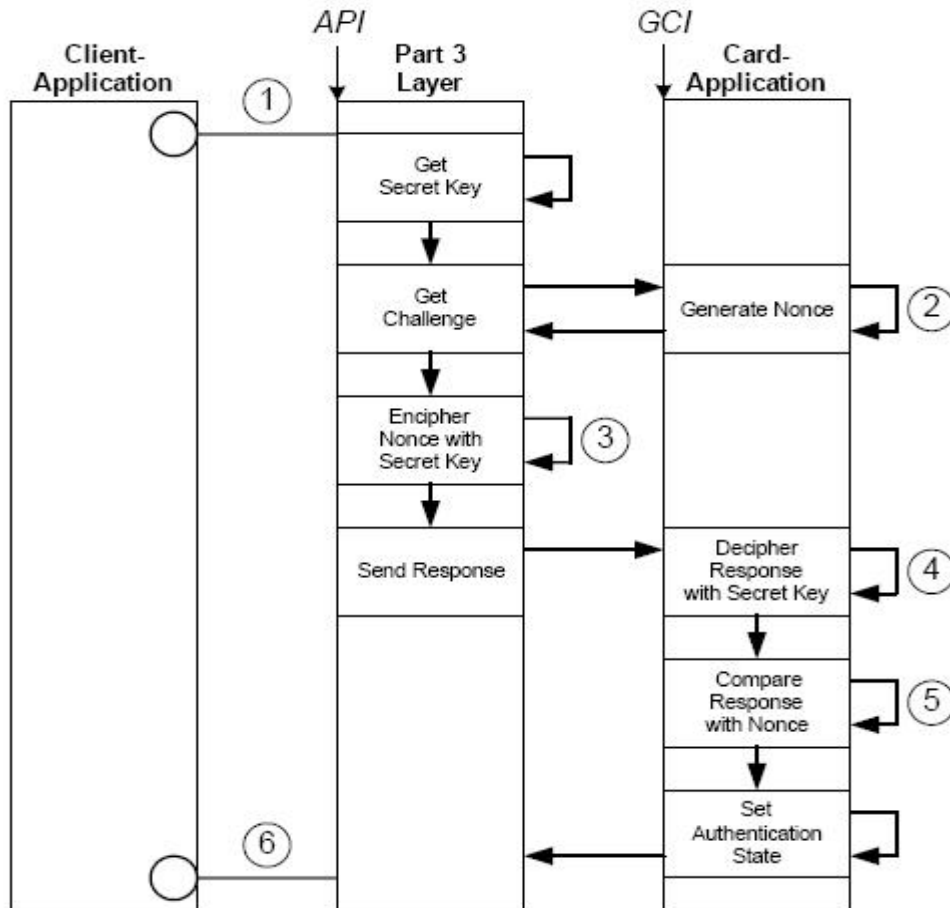 API
GCI
Client-
Application
Part 3
Layer
Card-
Application
1
Get
Secret Key
Get
Challenge
Generate Nonce
2
Encipher
Nonce with
Secret Key
3
Send Response
Decipher
Response
with Secret Key
4
Compare
Response
with Nonce
5
Set
Authentication
State
6